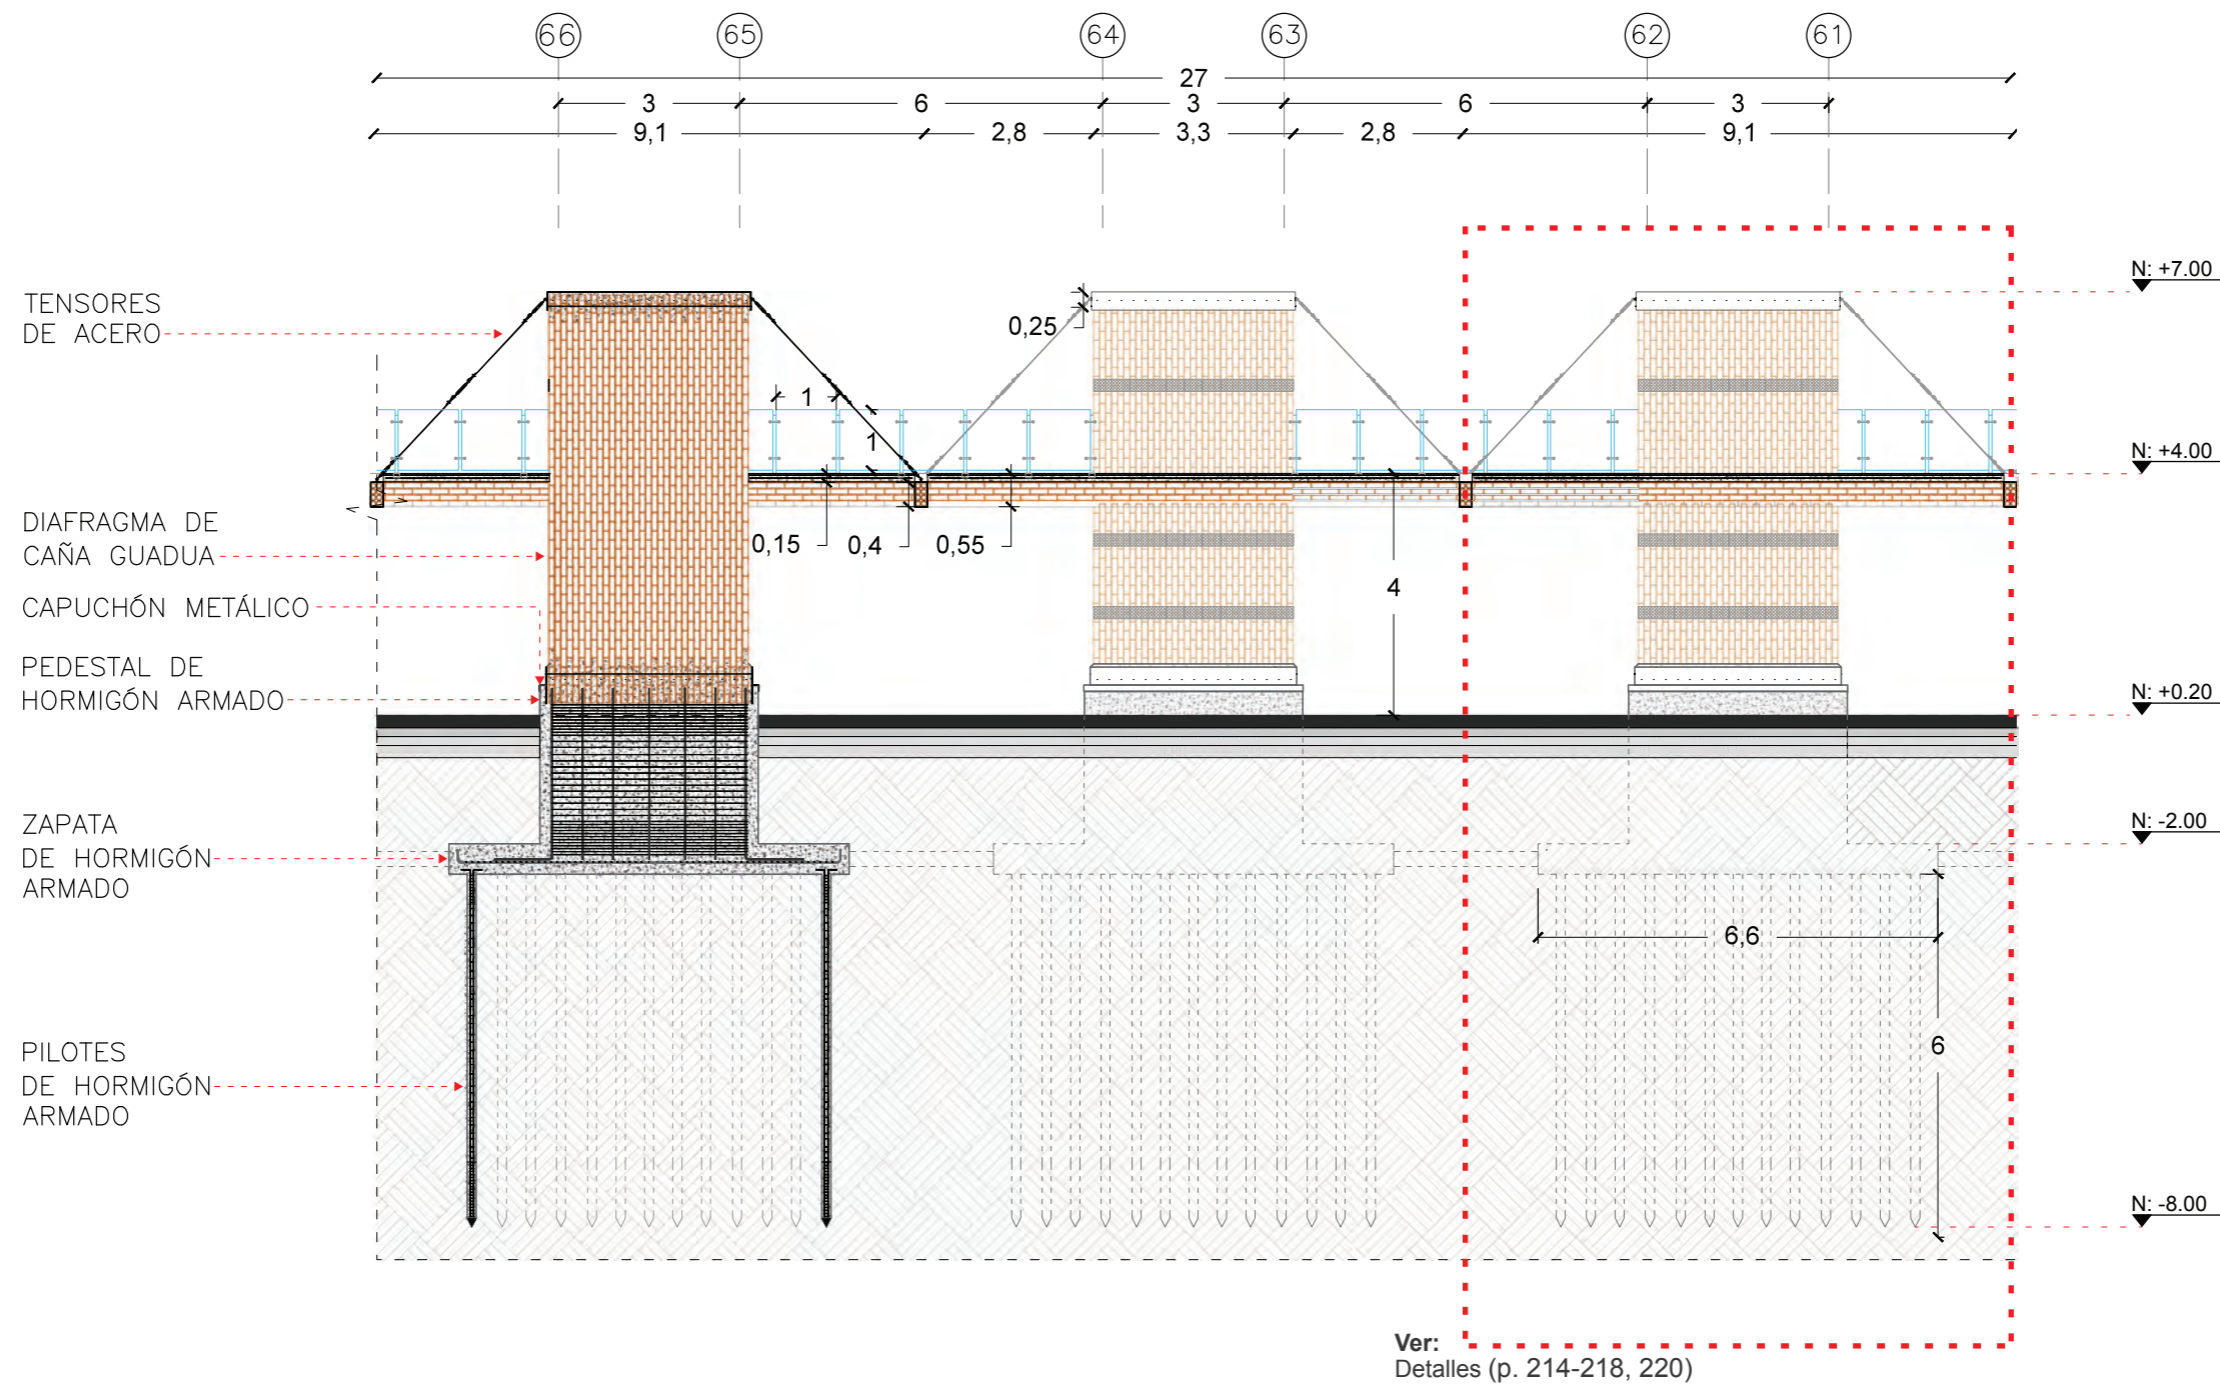 66 65 64 63 62 61
27
3 6 3 6 3
9,1 2,8 3,3 2,8 9,1
N: +7.00
TENSORES
DE ACERO
0,25
1
1
N: +4.00
DIAFRAGMA DE
CAÑA GUADUA
0,15 0,4 0,55
4
CAPUCHÓN METÁLICO
PEDESTAL DE
HORMIGÓN ARMADO
N: +0.20
ZAPATA
DE HORMIGÓN
ARMADO
N: -2.00
6,6
6
PILOTES
DE HORMIGÓN
ARMADO
N: -8.00
Ver:
Detalles (p. 214-218, 220)